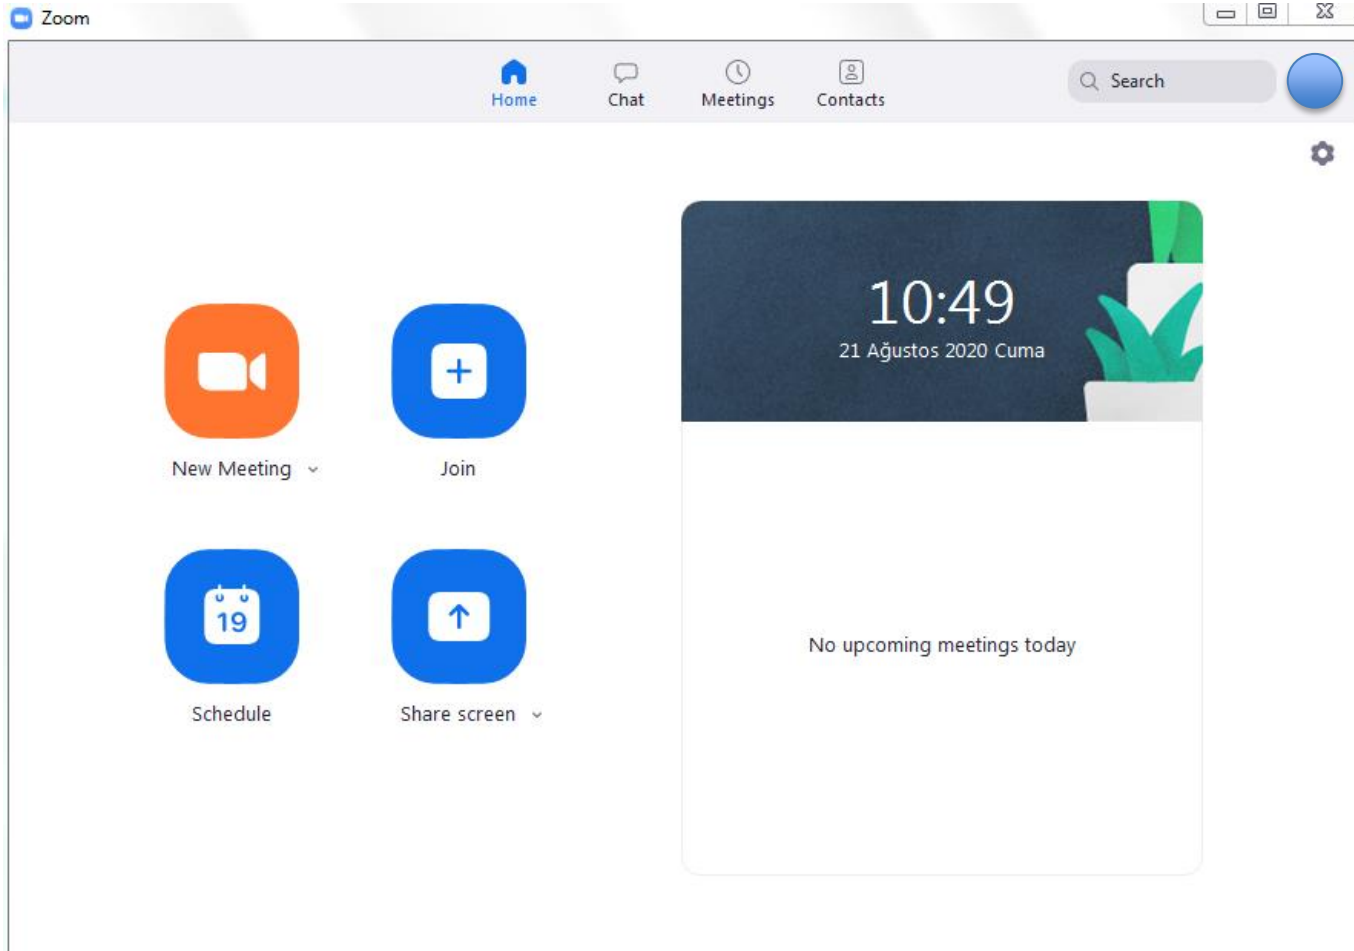 Zoom
Home Chat Meetings Contacts Search
10:49
21 Ağustos 2020 Cuma
New Meeting Join
19
Schedule Share screen
No upcoming meetings today